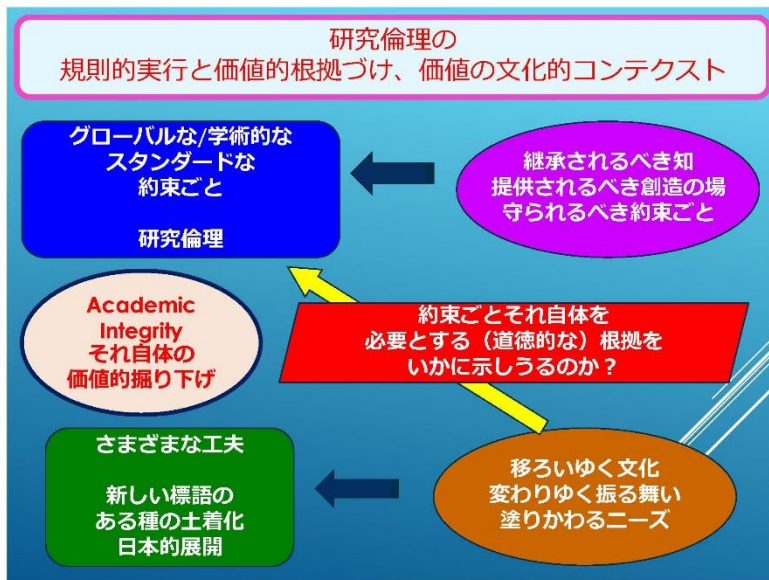 研究倫理の
規則的実行と価値的根拠づけ、価値の文化的コンテクスト
グローバルな/学術的な
スタンダードな
約束ごと
研究倫理
継承されるべき知
提供されるべき創造の場
守られるべき約束ごと
Academic
Integrity
それ自体の
価値的掘り下げ
約束ごとそれ自体を
必要とする（道徳的な）根拠を
いかに示しうるのか？
さまざまな工夫
新しい標語の
ある種の土着化
日本的展開
移ろいゆく文化
変わりゆく振る舞い
塗りかわるニーズ